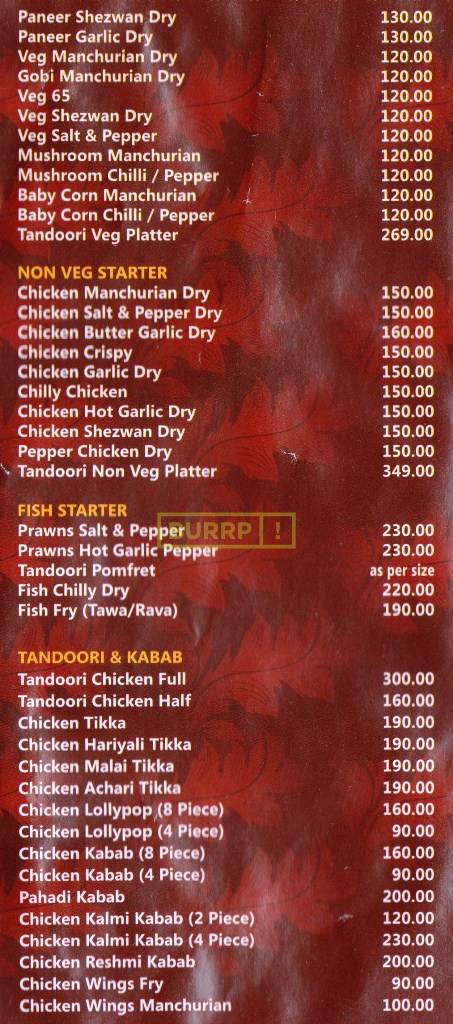 Paneer Shezwan Dry 130.00
Paneer Garlic Dry 130.00
Veg Manchurian Dry 120.00
Gobi Manchurian Dry 120.00
Veg 65 120.00
Veg Shezwan Dry 120.00
Veg Salt & Pepper 120.00
Mushroom Manchurian 120.00
Mushroom Chilli / Pepper 120.00
Baby Corn Manchurian 120.00
Baby Corn Chilli / Pepper 120.00
Tandoori Veg Platter 269.00
NON VEG STARTER
Chicken Manchurian Dry 150.00
Chicken Salt & Pepper Dry 150.00
Chicken Butter Garlic Dry 160.00
Chicken Crispy 150.00
Chicken Garlic Dry 150.00
Chilly Chicken 150.00
Chicken Hot Garlic Dry 150.00
Chicken Shezwan Dry 150.00
Pepper Chicken Dry 150.00
Tandoori Non Veg Platter 349.00
FISH STARTER
Prawns Salt & Pepper 230.00
BURRP !
Prawns Hot Garlic Pepper 230.00
Tandoori Pomfret as per size
Fish Chilly Dry 220.00
Fish Fry (Tawa/Rava) 190.00
TANDOORI & KABAB
Tandoori Chicken Full 300.00
Tandoori Chicken Half 160.00
Chicken Tikka 190.00
Chicken Hariyali Tikka 190.00
Chicken Malai Tikka 190.00
Chicken Achari Tikka 190.00
Chicken Lollypop (8 Piece) 160.00
Chicken Lollypop (4 Piece) 90.00
Chicken Kabab (8 Piece) 160.00
Chicken Kabab (4 Piece) 90.00
Pahadi Kabab 200.00
Chicken Kalmi Kabab (2 Piece) 120.00
Chicken Kalmi Kabab (4 Piece) 230.00
Chicken Reshmi Kabab 200.00
Chicken Wings Fry 90.00
Chicken Wings Manchurian 100.00